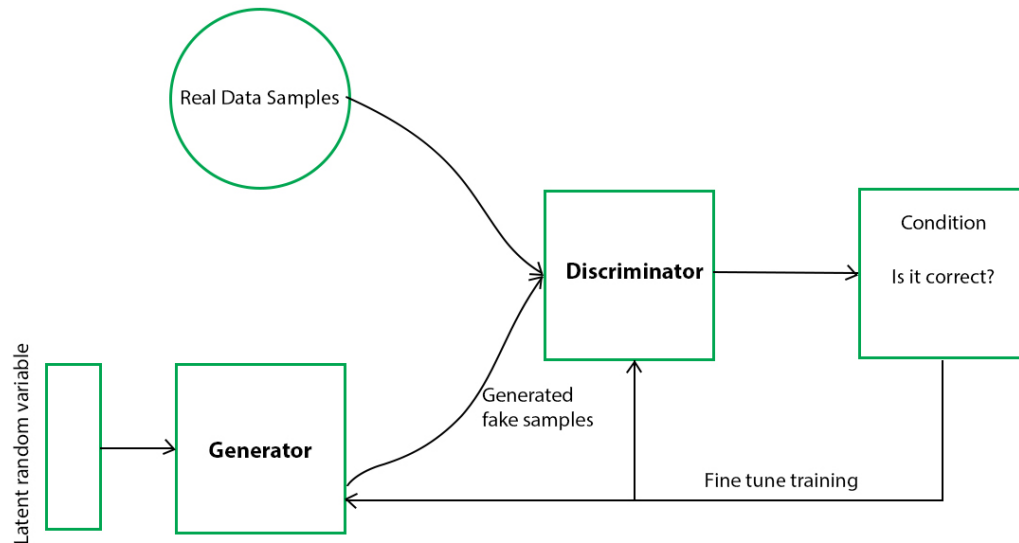 Real Data Samples
Condition
Is it correct?
Discriminator
Latent random variable
Generator
Generated
fake samples
Fine tune training